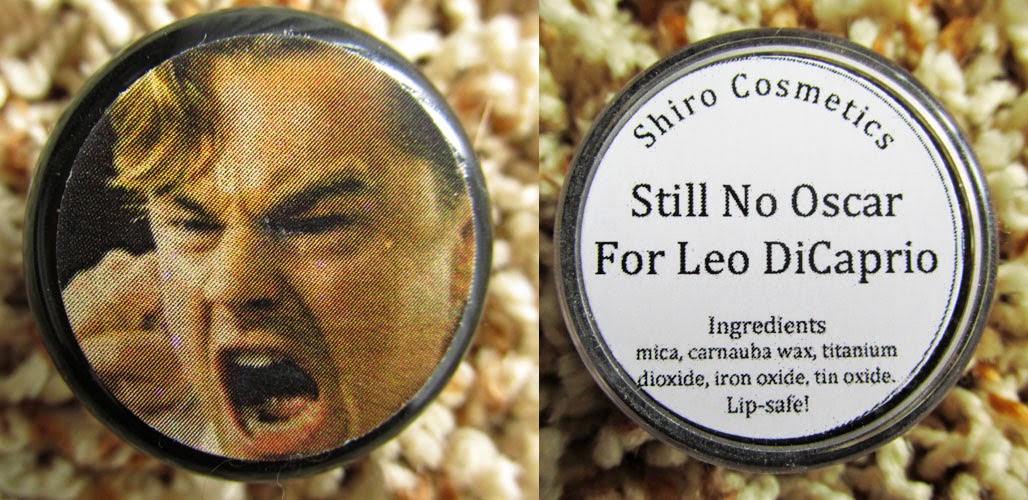 Shiro Cosmetics
Still No Oscar
For Leo DiCaprio
Ingredients
mica, carnauba wax, titanium
dioxide, iron oxide, tin oxide.
Lip-safe!